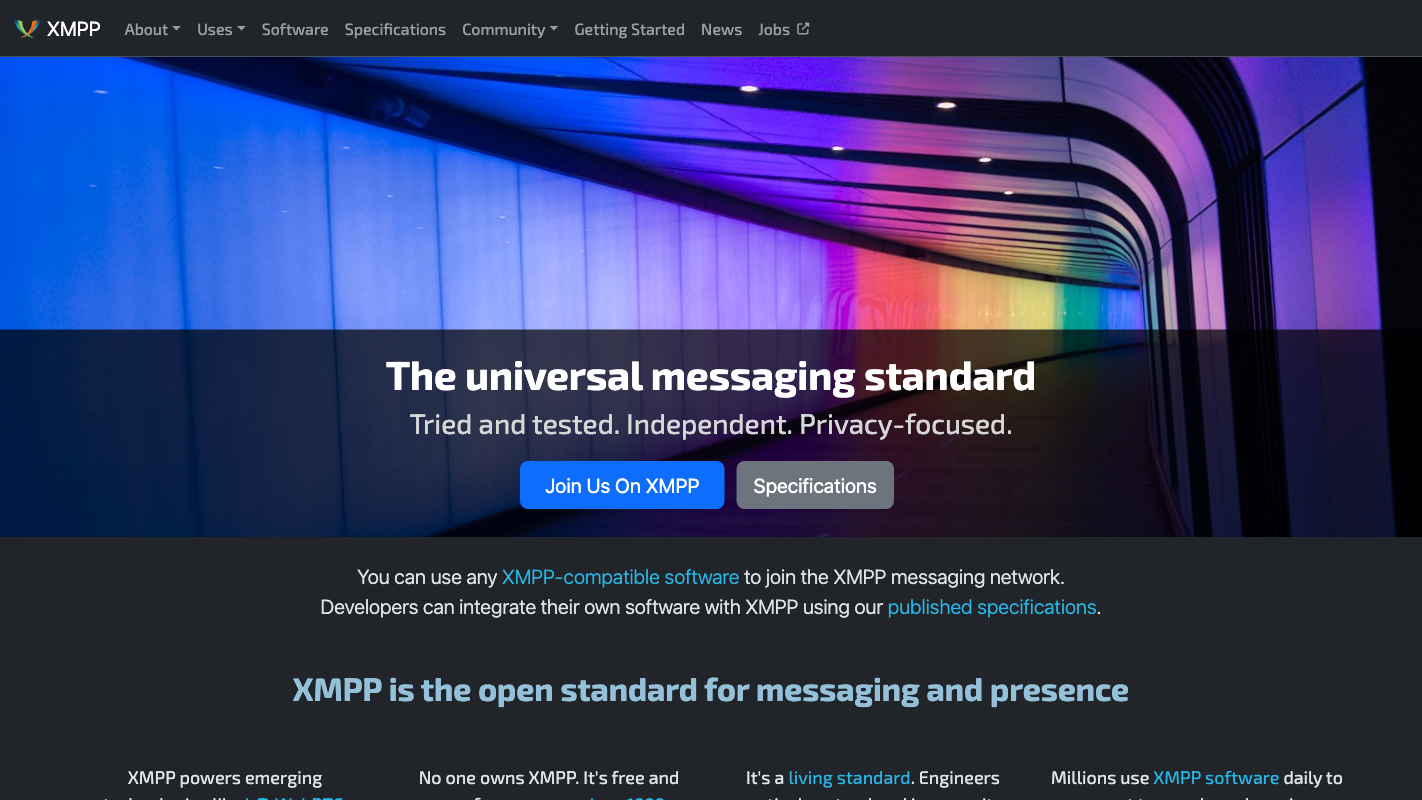 XMPP About Uses Software Specifications Community Getting Started News Jobs
The universal messaging standard
Tried and tested. Independent. Privacy-focused.
Join Us On XMPP Specifications
You can use any XMPP-compatible software to join the XMPP messaging network.
Developers can integrate their own software with XMPP using our published specifications.
XMPP is the open standard for messaging and presence
XMPP powers emerging
No one owns XMPP. It's free and
It's a living standard. Engineers
Millions use XMPP software daily to